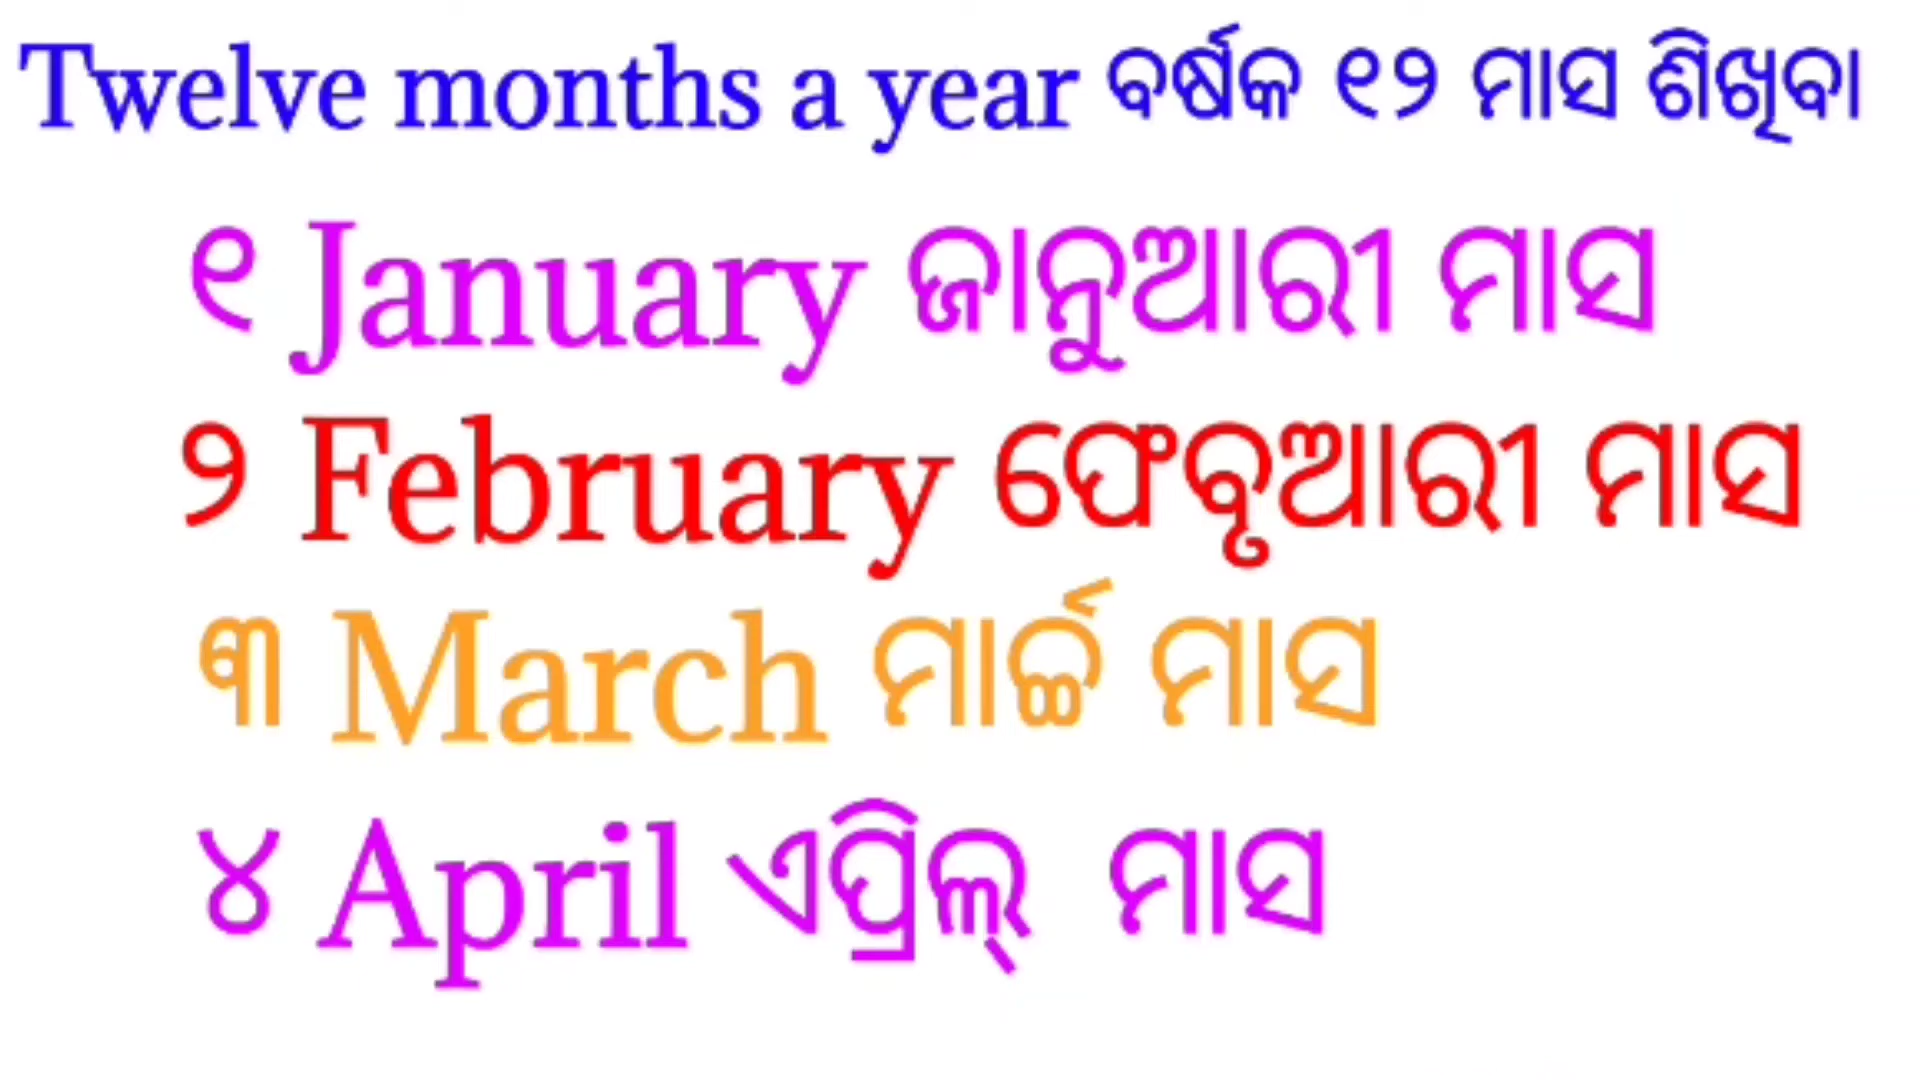 Twelve months a year ବର୍ଷକ ୧୨ ମାସ ଶିଖିବା
୧ January ଜାନୁଆରୀ ମାସ
୨ February ଫେବୃଆରୀ ମାସ
୩ March ମାର୍ଚ୍ଚ ମାସ
୪ April ଏପ୍ରିଲ୍ ମାସ